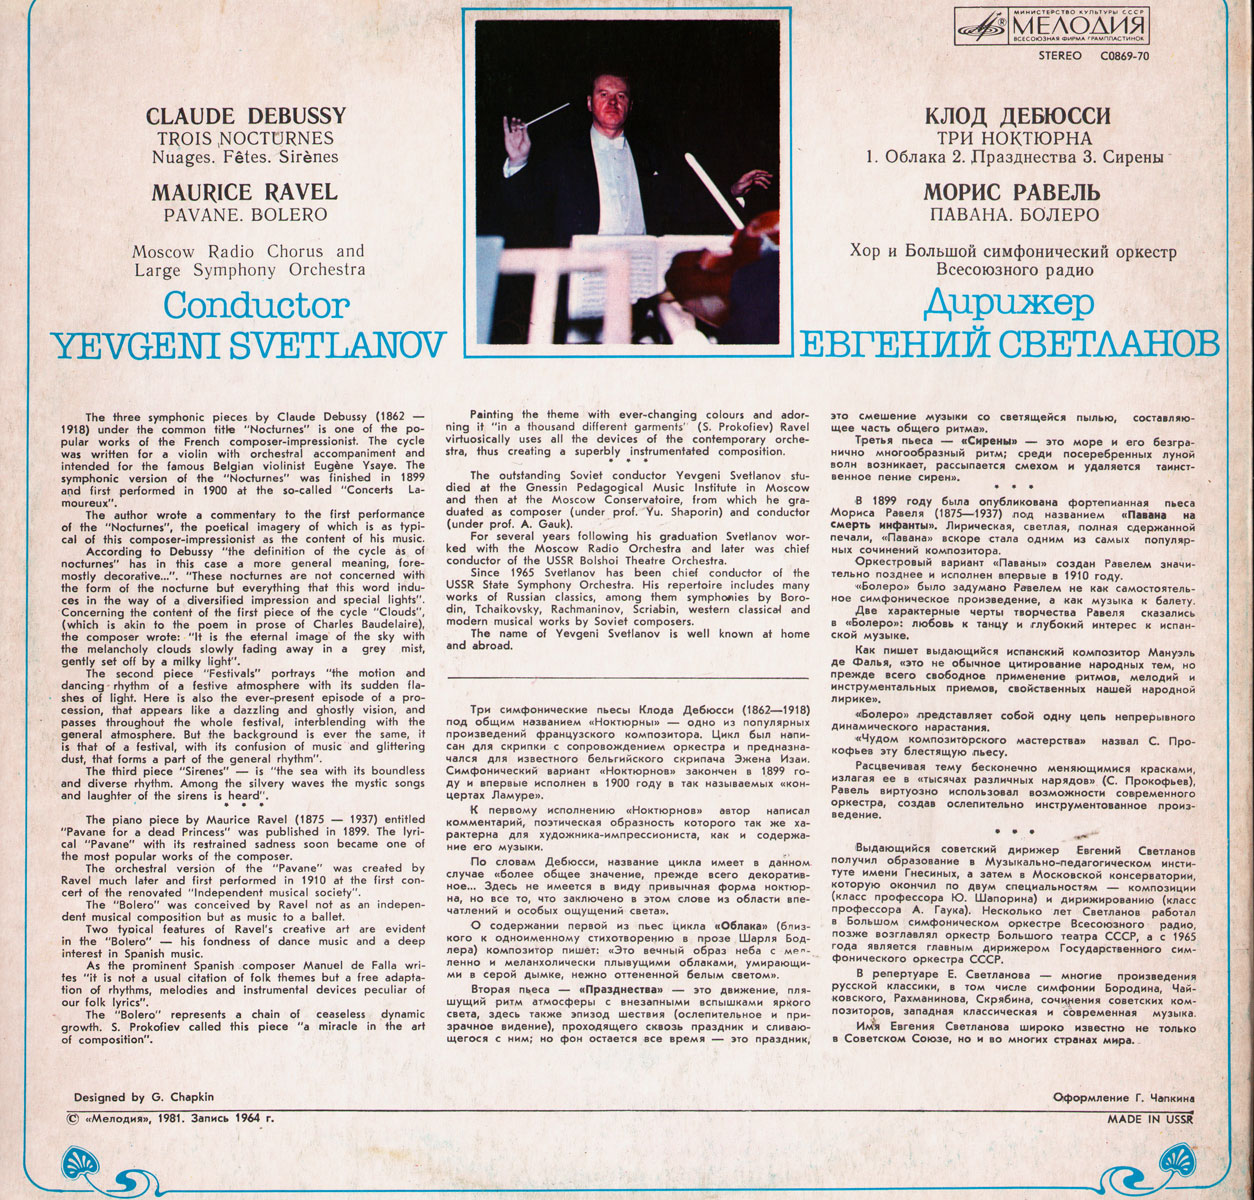 МИНИСТЕРСТВО КУЛЬТУРЫ СССР
МЕЛОДИЯ
ВСЕСОЮЗНАЯ ФИРМА ГРАМПЛАСТИНОК
STEREO C0869-70
CLAUDE DEBUSSY
TROIS NOCTURNES
Nuages. Fêtes. Sirènes
MAURICE RAVEL
PAVANE. BOLERO
Moscow Radio Chorus and
Large Symphony Orchestra
Conductor
YEVGENI SVETLANOV
КЛОД ДЕБЮССИ
ТРИ НОКТЮРНА
1. Облака 2. Празднества 3. Сирены
МОРИС РАВЕЛЬ
ПАВАНА. БОЛЕРО
Хор и Большой симфонический оркестр
Всесоюзного радио
Дирижер
ЕВГЕНИЙ СВЕТЛАНОВ
The three symphonic pieces by Claude Debussy (1862 —
1918) under the common title "Nocturnes" is one of the po-
pular works of the French composer-impressionist. The cycle
was written for a violin with orchestral accompaniment and
intended for the famous Belgian violinist Eugène Ysaye. The
symphonic version of the "Nocturnes" was finished in 1899
and first performed in 1900 at the so-called "Concerts La-
moureux".
The author wrote a commentary to the first performance
of the "Nocturnes", the poetical imagery of which is as typi-
cal of this composer-impressionist as the content of his music.
According to Debussy "the definition of the cycle as of
nocturnes" has in this case a more general meaning, fore-
mostly decorative...". "These nocturnes are not concerned with
the form of the nocturne but everything that this word indu-
ces in the way of a diversified impression and special lights".
Concerning the content of the first piece of the cycle "Clouds",
(which is akin to the poem in prose of Charles Baudelaire),
the composer wrote: "It is the eternal image of the sky with
the melancholy clouds slowly fading away in a grey mist,
gently set off by a milky light".
The second piece "Festivals" portrays "the motion and
dancing rhythm of a festive atmosphere with its sudden fla-
shes of light. Here is also the ever-present episode of a pro-
cession, that appears like a dazzling and ghostly vision, and
passes throughout the whole festival, interblending with the
general atmosphere. But the background is ever the same, it
is that of a festival, with its confusion of music and glittering
dust, that forms a part of the general rhythm".
The third piece "Sirenes" — is "the sea with its boundless
and diverse rhythm. Among the silvery waves the mystic songs
and laughter of the sirens is heard".
* * *
The piano piece by Maurice Ravel (1875 — 1937) entitled
"Pavane for a dead Princess" was published in 1899. The lyri-
cal "Pavane" with its restrained sadness soon became one of
the most popular works of the composer.
The orchestral version of the "Pavane" was created by
Ravel much later and first performed in 1910 at the first con-
cert of the renovated "Independent musical society".
The "Bolero" was conceived by Ravel not as an indepen-
dent musical composition but as music to a ballet.
Two typical features of Ravel's creative art are evident
in the "Bolero" — his fondness of dance music and a deep
interest in Spanish music.
As the prominent Spanish composer Manuel de Falla wri-
tes "it is not a usual citation of folk themes but a free adapta-
tion of rhythms, melodies and instrumental devices peculiar of
our folk lyrics".
The "Bolero" represents a chain of ceaseless dynamic
growth. S. Prokofiev called this piece "a miracle in the art
of composition".
Painting the theme with ever-changing colours and ador-
ning it "in a thousand different garments" (S. Prokofiev) Ravel
virtuosically uses all the devices of the contemporary orche-
stra, thus creating a superbly instrumentated composition.
* * *
The outstanding Soviet conductor Yevgeni Svetlanov stu-
died at the Gnessin Pedagogical Music Institute in Moscow
and then at the Moscow Conservatoire, from which he gra-
duated as composer (under prof. Yu. Shaporin) and conductor
(under prof. A. Gauk).
For several years following his graduation Svetlanov wor-
ked with the Moscow Radio Orchestra and later was chief
conductor of the USSR Bolshoi Theatre Orchestra.
Since 1965 Svetlanov has been chief conductor of the
USSR State Symphony Orchestra. His repertoire includes many
works of Russian classics, among them symphonies by Boro-
din, Tchaikovsky, Rachmaninov, Scriabin, western classical and
modern musical works by Soviet composers.
The name of Yevgeni Svetlanov is well known at home
and abroad.
Три симфонические пьесы Клода Дебюсси (1862—1918)
под общим названием «Ноктюрны» — одно из популярных
произведений французского композитора. Цикл был напи-
сан для скрипки с сопровождением оркестра и предназна-
чался для известного бельгийского скрипача Эжена Изаи.
Симфонический вариант «Ноктюрнов» закончен в 1899 го-
ду и впервые исполнен в 1900 году в так называемых «кон-
цертах Ламуре».
К первому исполнению «Ноктюрнов» автор написал
комментарий, поэтическая образность которого так же ха-
рактерна для художника-импрессиониста, как и содержа-
ние его музыки.
По словам Дебюсси, название цикла имеет в данном
случае «более общее значение, прежде всего декоратив-
ное... Здесь не имеется в виду привычная форма ноктюр-
на, но все то, что заключено в этом слове из области впе-
чатлений и особых ощущений света».
О содержании первой из пьес цикла «Облака» (близ-
кого к одноименному стихотворению в прозе Шарля Бод-
лера) композитор пишет: «Это вечный образ неба с мед-
ленно и меланхолически плывущими облаками, умирающи-
ми в серой дымке, нежно оттененной белым светом».
Вторая пьеса — «Празднества» — это движение, пля-
шущий ритм атмосферы с внезапными вспышками яркого
света, здесь также эпизод шествия (ослепительное и при-
зрачное видение), проходящего сквозь праздник и сливаю-
щегося с ним; но фон остается все время — это праздник,
это смешение музыки со светящейся пылью, составляю-
щее часть общего ритма».
Третья пьеса — «Сирены» — это море и его безгра-
нично многообразный ритм; среди посеребренных луной
волн возникает, рассыпается смехом и удаляется таинст-
венное пение сирен».
* * *
В 1899 году была опубликована фортепианная пьеса
Мориса Равеля (1875—1937) под названием «Павана на
смерть инфанты». Лирическая, светлая, полная сдержанной
печали, «Павана» вскоре стала одним из самых популяр-
ных сочинений композитора.
Оркестровый вариант «Паваны» создан Равелем значи-
тельно позднее и исполнен впервые в 1910 году.
«Болеро» было задумано Равелем не как самостоятель-
ное симфоническое произведение, а как музыка к балету.
Две характерные черты творчества Равеля сказались
в «Болеро»: любовь к танцу и глубокий интерес к испан-
ской музыке.
Как пишет выдающийся испанский композитор Мануэль
де Фалья, «это не обычное цитирование народных тем, но
прежде всего свободное применение ритмов, мелодий и
инструментальных приемов, свойственных нашей народной
лирике».
«Болеро» представляет собой одну цепь непрерывного
динамического нарастания.
«Чудом композиторского мастерства» назвал С. Про-
кофьев эту блестящую пьесу.
Расцвечивая тему бесконечно меняющимися красками,
излагая ее в «тысячах различных нарядов» (С. Прокофьев),
Равель виртуозно использовал возможности современного
оркестра, создав ослепительно инструментованное произ-
ведение.
* * *
Выдающийся советский дирижер Евгений Светланов
получил образование в Музыкально-педагогическом инсти-
туте имени Гнесиных, а затем в Московской консерватории,
которую окончил по двум специальностям — композиции
(класс профессора Ю. Шапорина) и дирижированию (класс
профессора А. Гаука). Несколько лет Светланов работал
в Большом симфоническом оркестре Всесоюзного радио,
позже возглавлял оркестр Большого театра СССР, а с 1965
года является главным дирижером Государственного сим-
фонического оркестра СССР.
В репертуаре Е. Светланова — многие произведения
русской классики, в том числе симфонии Бородина, Чай-
ковского, Рахманинова, Скрябина, сочинения советских ком-
позиторов, западная классическая и современная музыка.
Имя Евгения Светланова широко известно не только
в Советском Союзе, но и во многих странах мира.
Designed by G. Chapkin
Оформление Г. Чапкина
© «Мелодия», 1981. Запись 1964 г.
MADE IN USSR